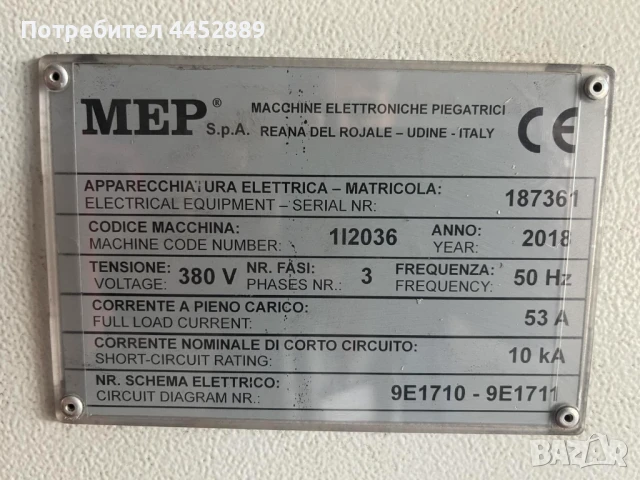 Потребител 4452889
MEP® S.p.A.
MACCHINE ELETTRONICHE PIEGATRICI
REANA DEL ROJALE – UDINE - ITALY
CE
APPARECCHIATURA ELETTRICA – MATRICOLA:
ELECTRICAL EQUIPMENT – SERIAL NR: 187361
CODICE MACCHINA: ANNO:
MACHINE CODE NUMBER: 1I2036 YEAR: 2018
TENSIONE: NR. FASI: FREQUENZA:
VOLTAGE: 380 V PHASES NR.: 3 FREQUENCY: 50 Hz
CORRENTE A PIENO CARICO:
FULL LOAD CURRENT: 53 A
CORRENTE NOMINALE DI CORTO CIRCUITO:
SHORT-CIRCUIT RATING: 10 kA
NR. SCHEMA ELETTRICO:
CIRCUIT DIAGRAM NR.: 9E1710 - 9E1711
BAZAR